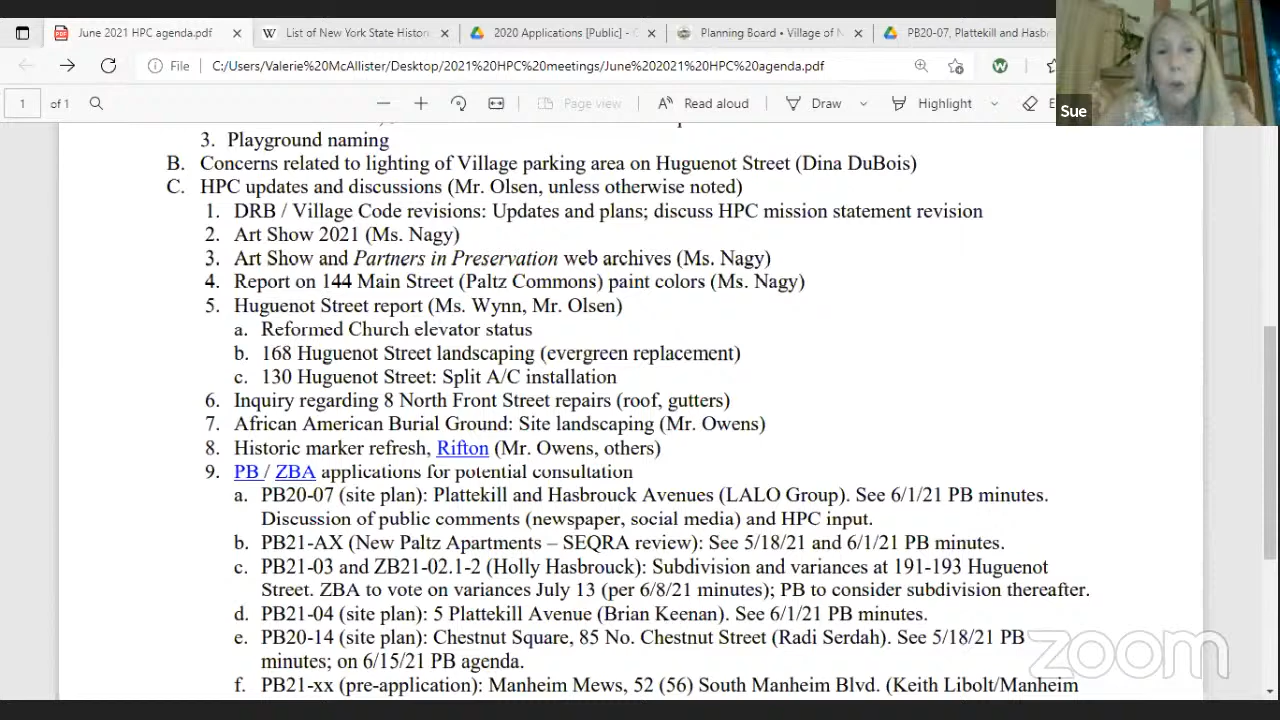 June 2021 HPC agenda.pdf
List of New York State Histori
2020 Applications [Public] -
Planning Board • Village of N
PB20-07, Plattekill and Hasb
File
C:/Users/Valerie%20McAllister/Desktop/2021%20HPC%20meetings/June%202021%20HPC%20agenda.pdf
1 of 1
Page view
Read aloud
Draw
Highlight
Sue
3. Playground naming
B. Concerns related to lighting of Village parking area on Huguenot Street (Dina DuBois)
C. HPC updates and discussions (Mr. Olsen, unless otherwise noted)
1. DRB / Village Code revisions: Updates and plans; discuss HPC mission statement revision
2. Art Show 2021 (Ms. Nagy)
3. Art Show and Partners in Preservation web archives (Ms. Nagy)
4. Report on 144 Main Street (Paltz Commons) paint colors (Ms. Nagy)
5. Huguenot Street report (Ms. Wynn, Mr. Olsen)
a. Reformed Church elevator status
b. 168 Huguenot Street landscaping (evergreen replacement)
c. 130 Huguenot Street: Split A/C installation
6. Inquiry regarding 8 North Front Street repairs (roof, gutters)
7. African American Burial Ground: Site landscaping (Mr. Owens)
8. Historic marker refresh, Rifton (Mr. Owens, others)
9. PB / ZBA applications for potential consultation
a. PB20-07 (site plan): Plattekill and Hasbrouck Avenues (LALO Group). See 6/1/21 PB minutes.
Discussion of public comments (newspaper, social media) and HPC input.
b. PB21-AX (New Paltz Apartments – SEQRA review): See 5/18/21 and 6/1/21 PB minutes.
c. PB21-03 and ZB21-02.1-2 (Holly Hasbrouck): Subdivision and variances at 191-193 Huguenot
Street. ZBA to vote on variances July 13 (per 6/8/21 minutes); PB to consider subdivision thereafter.
d. PB21-04 (site plan): 5 Plattekill Avenue (Brian Keenan). See 6/1/21 PB minutes.
e. PB20-14 (site plan): Chestnut Square, 85 No. Chestnut Street (Radi Serdah). See 5/18/21 PB
minutes; on 6/15/21 PB agenda.
f. PB21-xx (pre-application): Manheim Mews, 52 (56) South Manheim Blvd. (Keith Libolt/Manheim
zoom